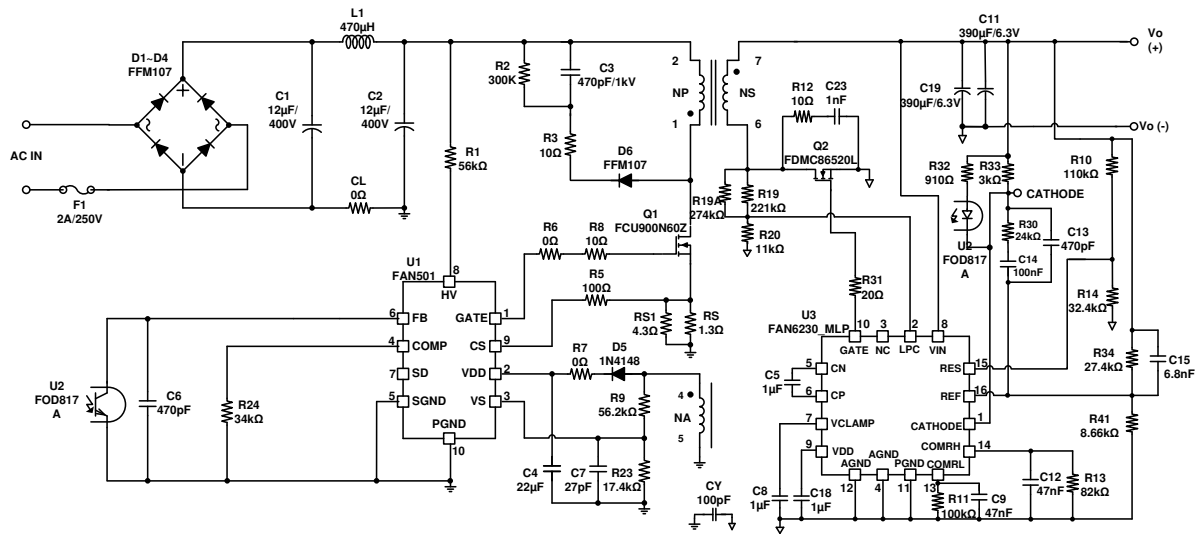 L1
470µH
D1~D4
FFM107
C1
12µF/
400V
C2
12µF/
400V
AC IN
F1
2A/250V
CL
0Ω
R1
56kΩ
R2
300K
C3
470pF/1kV
R3
10Ω
D6
FFM107
2
NP
1
7
NS
6
R12
10Ω
C23
1nF
Q2
FDMC86520L
C11
390µF/6.3V
C19
390µF/6.3V
Vo
(+)
Vo (-)
R19A
274kΩ
R19
221kΩ
R20
11kΩ
R32
910Ω
R33
3kΩ
CATHODE
R10
110kΩ
R30
24kΩ
C13
470pF
C14
100nF
U2
FOD817
A
R14
32.4kΩ
Q1
FCU900N60Z
R6
0Ω
R8
10Ω
R5
100Ω
RS1
4.3Ω
RS
1.3Ω
R31
20Ω
U1
FAN501
8
HV
6
FB
4
COMP
7
SD
5
SGND
GATE
1
CS
9
VDD
2
VS
3
PGND
10
U2
FOD817
A
C6
470pF
R24
34kΩ
R7
0Ω
D5
1N4148
R9
56.2kΩ
4
NA
5
C4
22µF
C7
27pF
R23
17.4kΩ
CY
100pF
U3
FAN6230_MLP
10
3
2
8
GATE
NC
LPC
VIN
5
CN
6
CP
7
VCLAMP
9
VDD
RES
15
REF
16
CATHODE
1
COMRH
14
AGND
AGND
PGND
COMRL
12
4
11
13
C5
1µF
C8
1µF
C18
1µF
R11
100kΩ
C9
47nF
C12
47nF
R13
82kΩ
R34
27.4kΩ
C15
6.8nF
R41
8.66kΩ